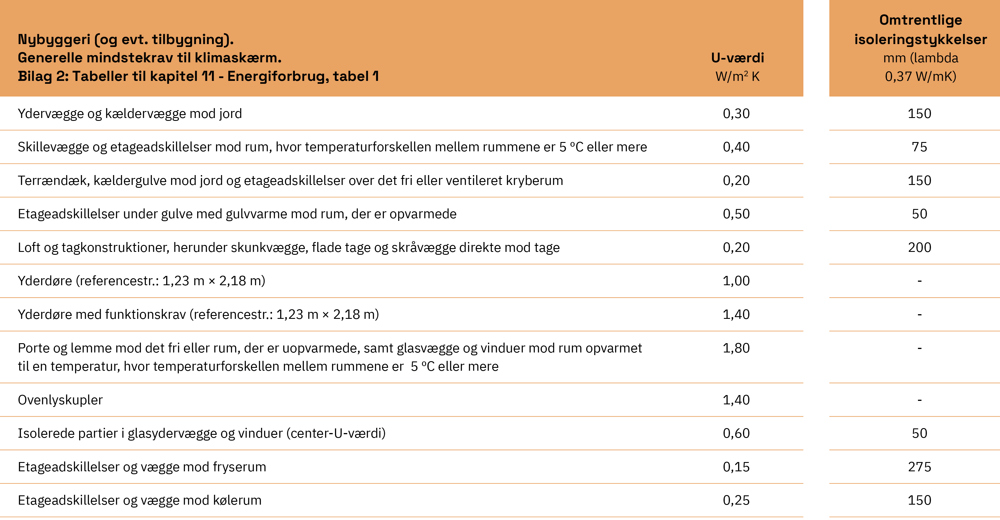 Nybyggeri (og evt. tilbygning).
Generelle mindstekrav til klimaskærm.
Bilag 2: Tabeller til kapitel 11 - Energiforbrug, tabel 1
U-værdi
W/m² K
Omtrentlige
isoleringstykkelser
mm (lambda
0,37 W/mK)
Ydervægge og kældervægge mod jord 0,30 150
Skillevægge og etageadskillelser mod rum, hvor temperaturforskellen mellem rummene er 5 ºC eller mere 0,40 75
Terrændæk, kældergulve mod jord og etageadskillelser over det fri eller ventileret kryberum 0,20 150
Etageadskillelser under gulve med gulvvarme mod rum, der er opvarmede 0,50 50
Loft og tagkonstruktioner, herunder skunkvægge, flade tage og skråvægge direkte mod tage 0,20 200
Yderdøre (referencestr.: 1,23 m × 2,18 m) 1,00 -
Yderdøre med funktionskrav (referencestr.: 1,23 m × 2,18 m) 1,40 -
Porte og lemme mod det fri eller rum, der er uopvarmede, samt glasvægge og vinduer mod rum opvarmet 1,80 -
til en temperatur, hvor temperaturforskellen mellem rummene er 5 ºC eller mere
Ovenlyskupler 1,40 -
Isolerede partier i glasydervægge og vinduer (center-U-værdi) 0,60 50
Etageadskillelser og vægge mod fryserum 0,15 275
Etageadskillelser og vægge mod kølerum 0,25 150